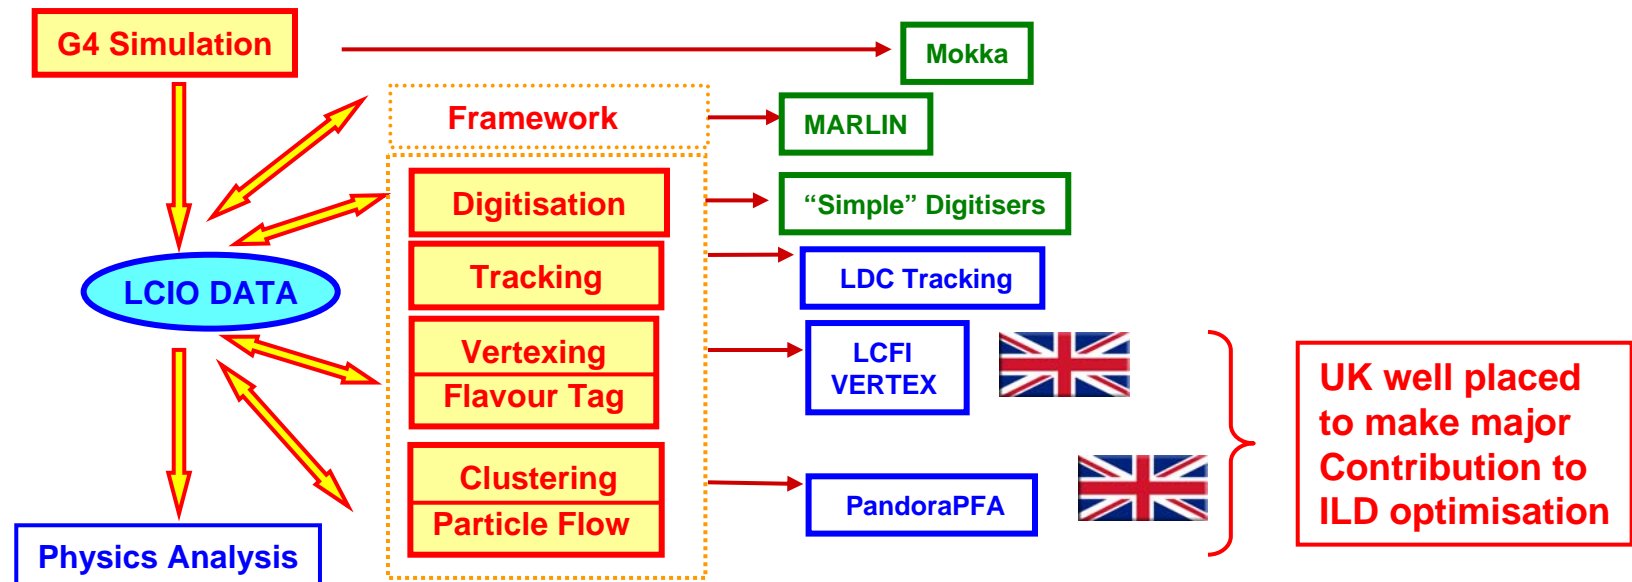 G4 Simulation
Mokka
Framework
MARLIN
Digitisation
“Simple” Digitisers
Tracking
LDC Tracking
LCIO DATA
Vertexing
Flavour Tag
LCFI
VERTEX
Clustering
Particle Flow
PandoraPFA
UK well placed
to make major
Contribution to
ILD optimisation
Physics Analysis